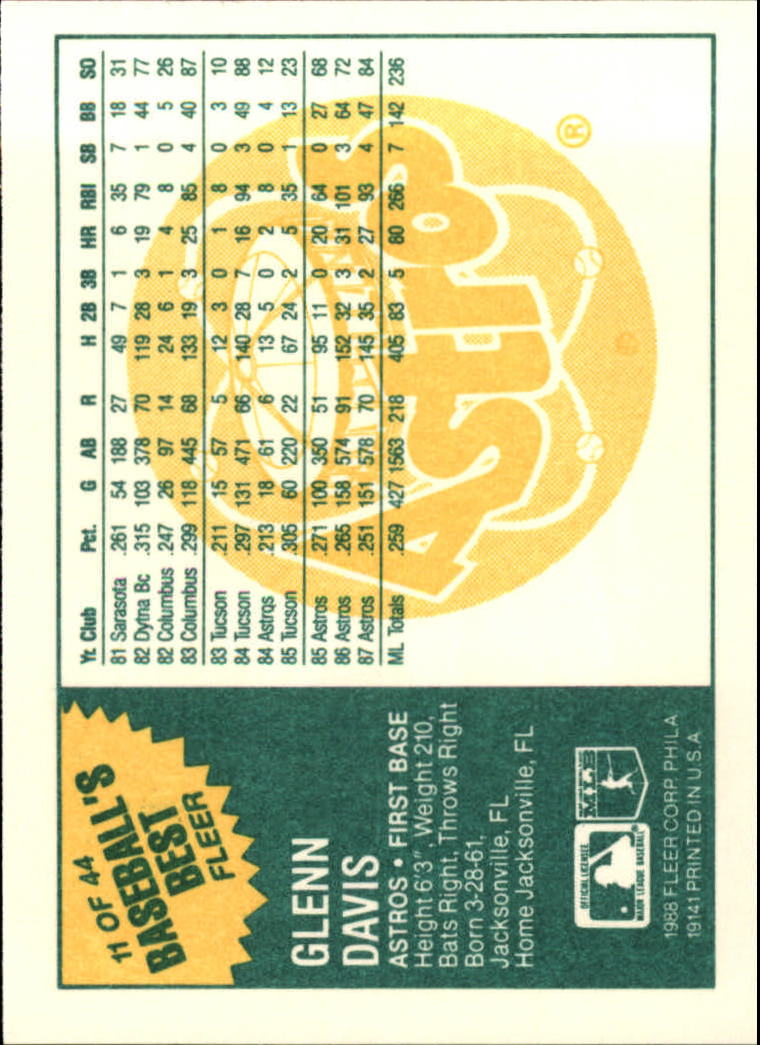 11 OF 44
BASEBALL'S
BEST
FLEER
GLENN
DAVIS
ASTROS • FIRST BASE
Height 6'3", Weight 210,
Bats Right, Throws Right
Born 3-28-61,
Jacksonville, FL
Home Jacksonville, FL
OFFICIAL LICENSEE
MAJOR LEAGUE BASEBALL®
1988 FLEER CORP PHILA
19141 PRINTED IN U.S.A.
Yt. Club Pct. G AB R H 2B 3B HR RBI SB BB SO
81 Sarasota .261 54 188 27 49 7 1 6 35 7 18 31
82 Dytna Bc .315 103 378 70 119 28 3 19 79 1 44 77
82 Columbus .247 26 97 14 24 6 1 4 8 0 5 26
83 Columbus .299 118 445 68 133 19 3 25 85 4 40 87
83 Tucson .211 15 57 5 12 3 0 1 8 0 3 10
84 Tucson .297 131 471 66 140 28 7 16 94 3 49 88
84 Astros .213 18 61 6 13 5 0 2 8 0 4 12
85 Tucson .305 60 220 22 67 24 2 5 35 1 13 23
85 Astros .271 100 350 51 95 11 0 20 64 0 27 68
86 Astros .265 158 574 91 152 32 3 31 101 3 64 72
87 Astros .251 151 578 70 145 35 2 27 93 4 47 84
ML Totals .259 427 1563 218 405 83 5 80 266 7 142 236
ASTROS
®